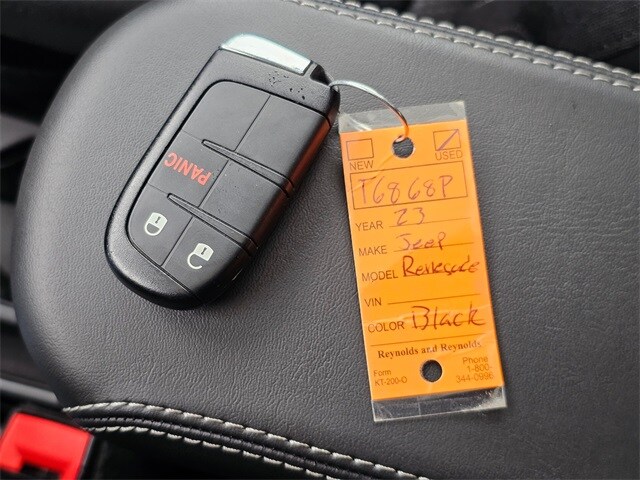 PANIC
NEW USED
T6868P
YEAR 23
MAKE Jeep
MODEL Renegade
VIN
COLOR Black
Reynolds and Reynolds
Form Phone
KT-200-O 1-800-
344-0996